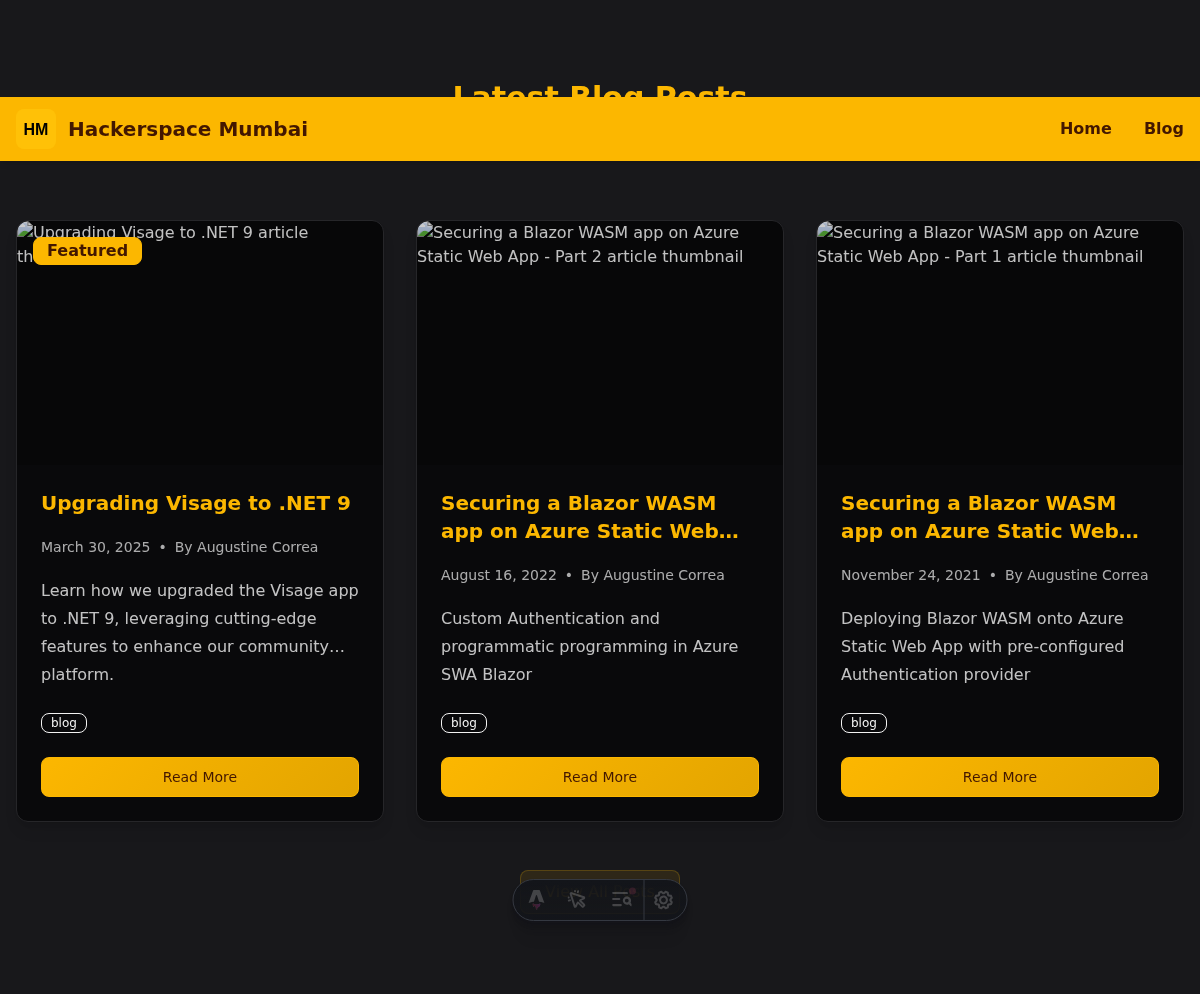 Latest Blog Posts
HM
Hackerspace Mumbai
Home
Blog
Upgrading Visage to .NET 9 article
th
Featured
Securing a Blazor WASM app on Azure
Static Web App - Part 2 article thumbnail
Securing a Blazor WASM app on Azure
Static Web App - Part 1 article thumbnail
Upgrading Visage to .NET 9
March 30, 2025 • By Augustine Correa
Learn how we upgraded the Visage app
to .NET 9, leveraging cutting-edge
features to enhance our community…
platform.
blog
Read More
Securing a Blazor WASM
app on Azure Static Web…
August 16, 2022 • By Augustine Correa
Custom Authentication and
programmatic programming in Azure
SWA Blazor
blog
Read More
Securing a Blazor WASM
app on Azure Static Web…
November 24, 2021 • By Augustine Correa
Deploying Blazor WASM onto Azure
Static Web App with pre-configured
Authentication provider
blog
Read More